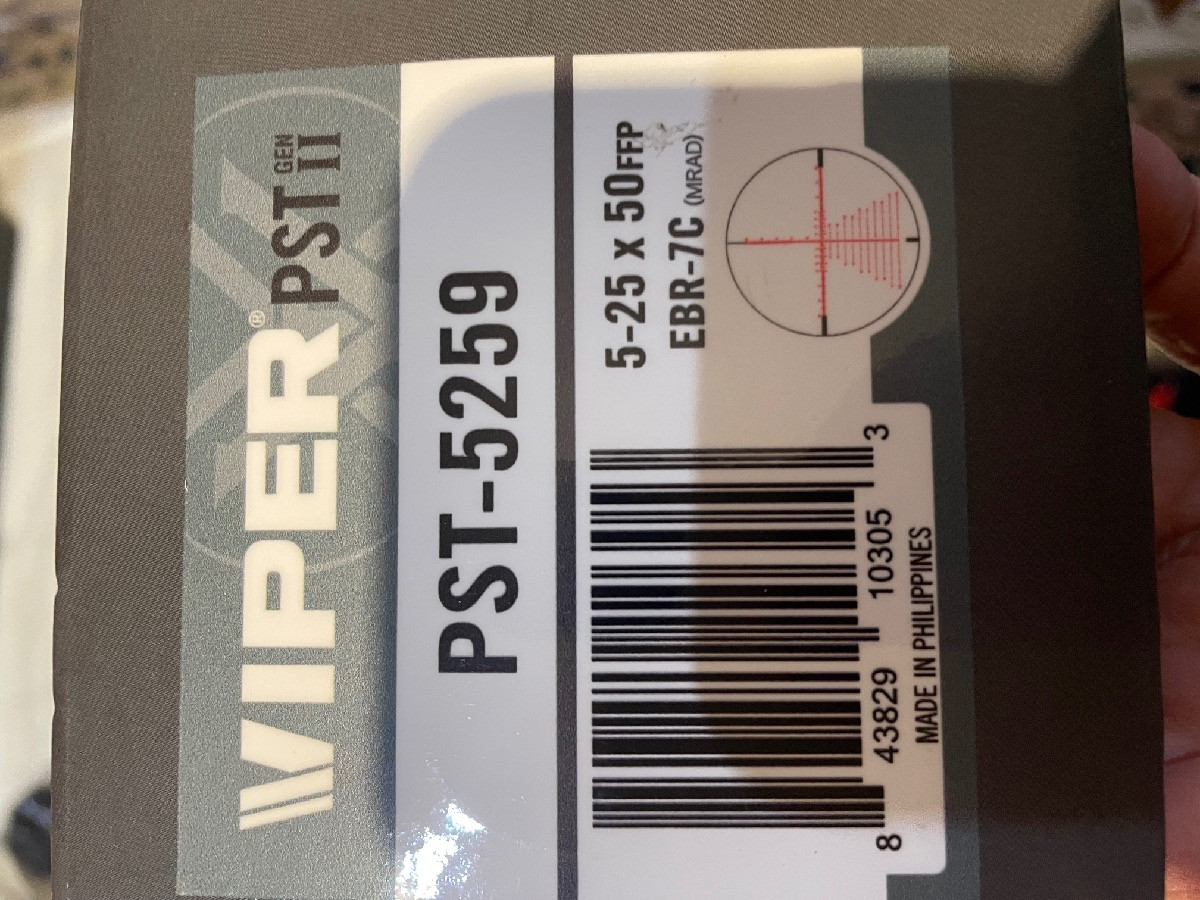 VIPER® PST GEN II
PST-5259
5-25 x 50FFP
EBR-7C (MRAD)
8 43829 10305 3
MADE IN PHILIPPINES